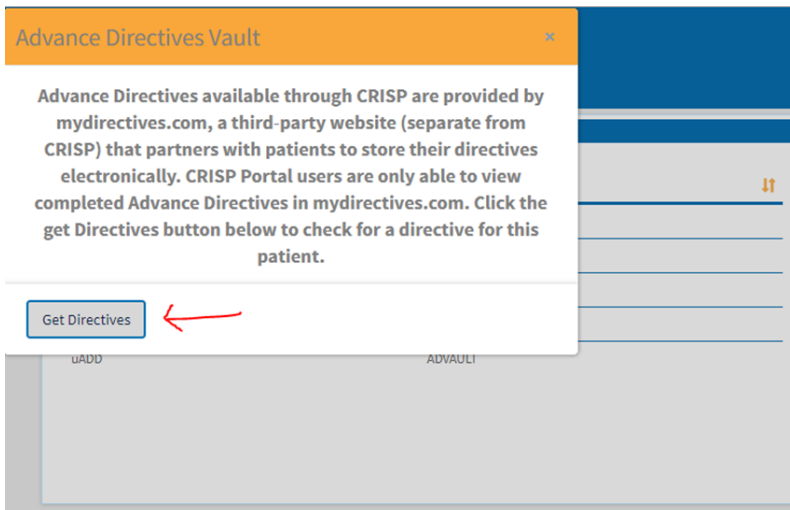 Advance Directives Vault ×
Advance Directives available through CRISP are provided by
mydirectives.com, a third-party website (separate from
CRISP) that partners with patients to store their directives
electronically. CRISP Portal users are only able to view
completed Advance Directives in mydirectives.com. Click the
get Directives button below to check for a directive for this
patient.
Get Directives
uADD ADVAULT